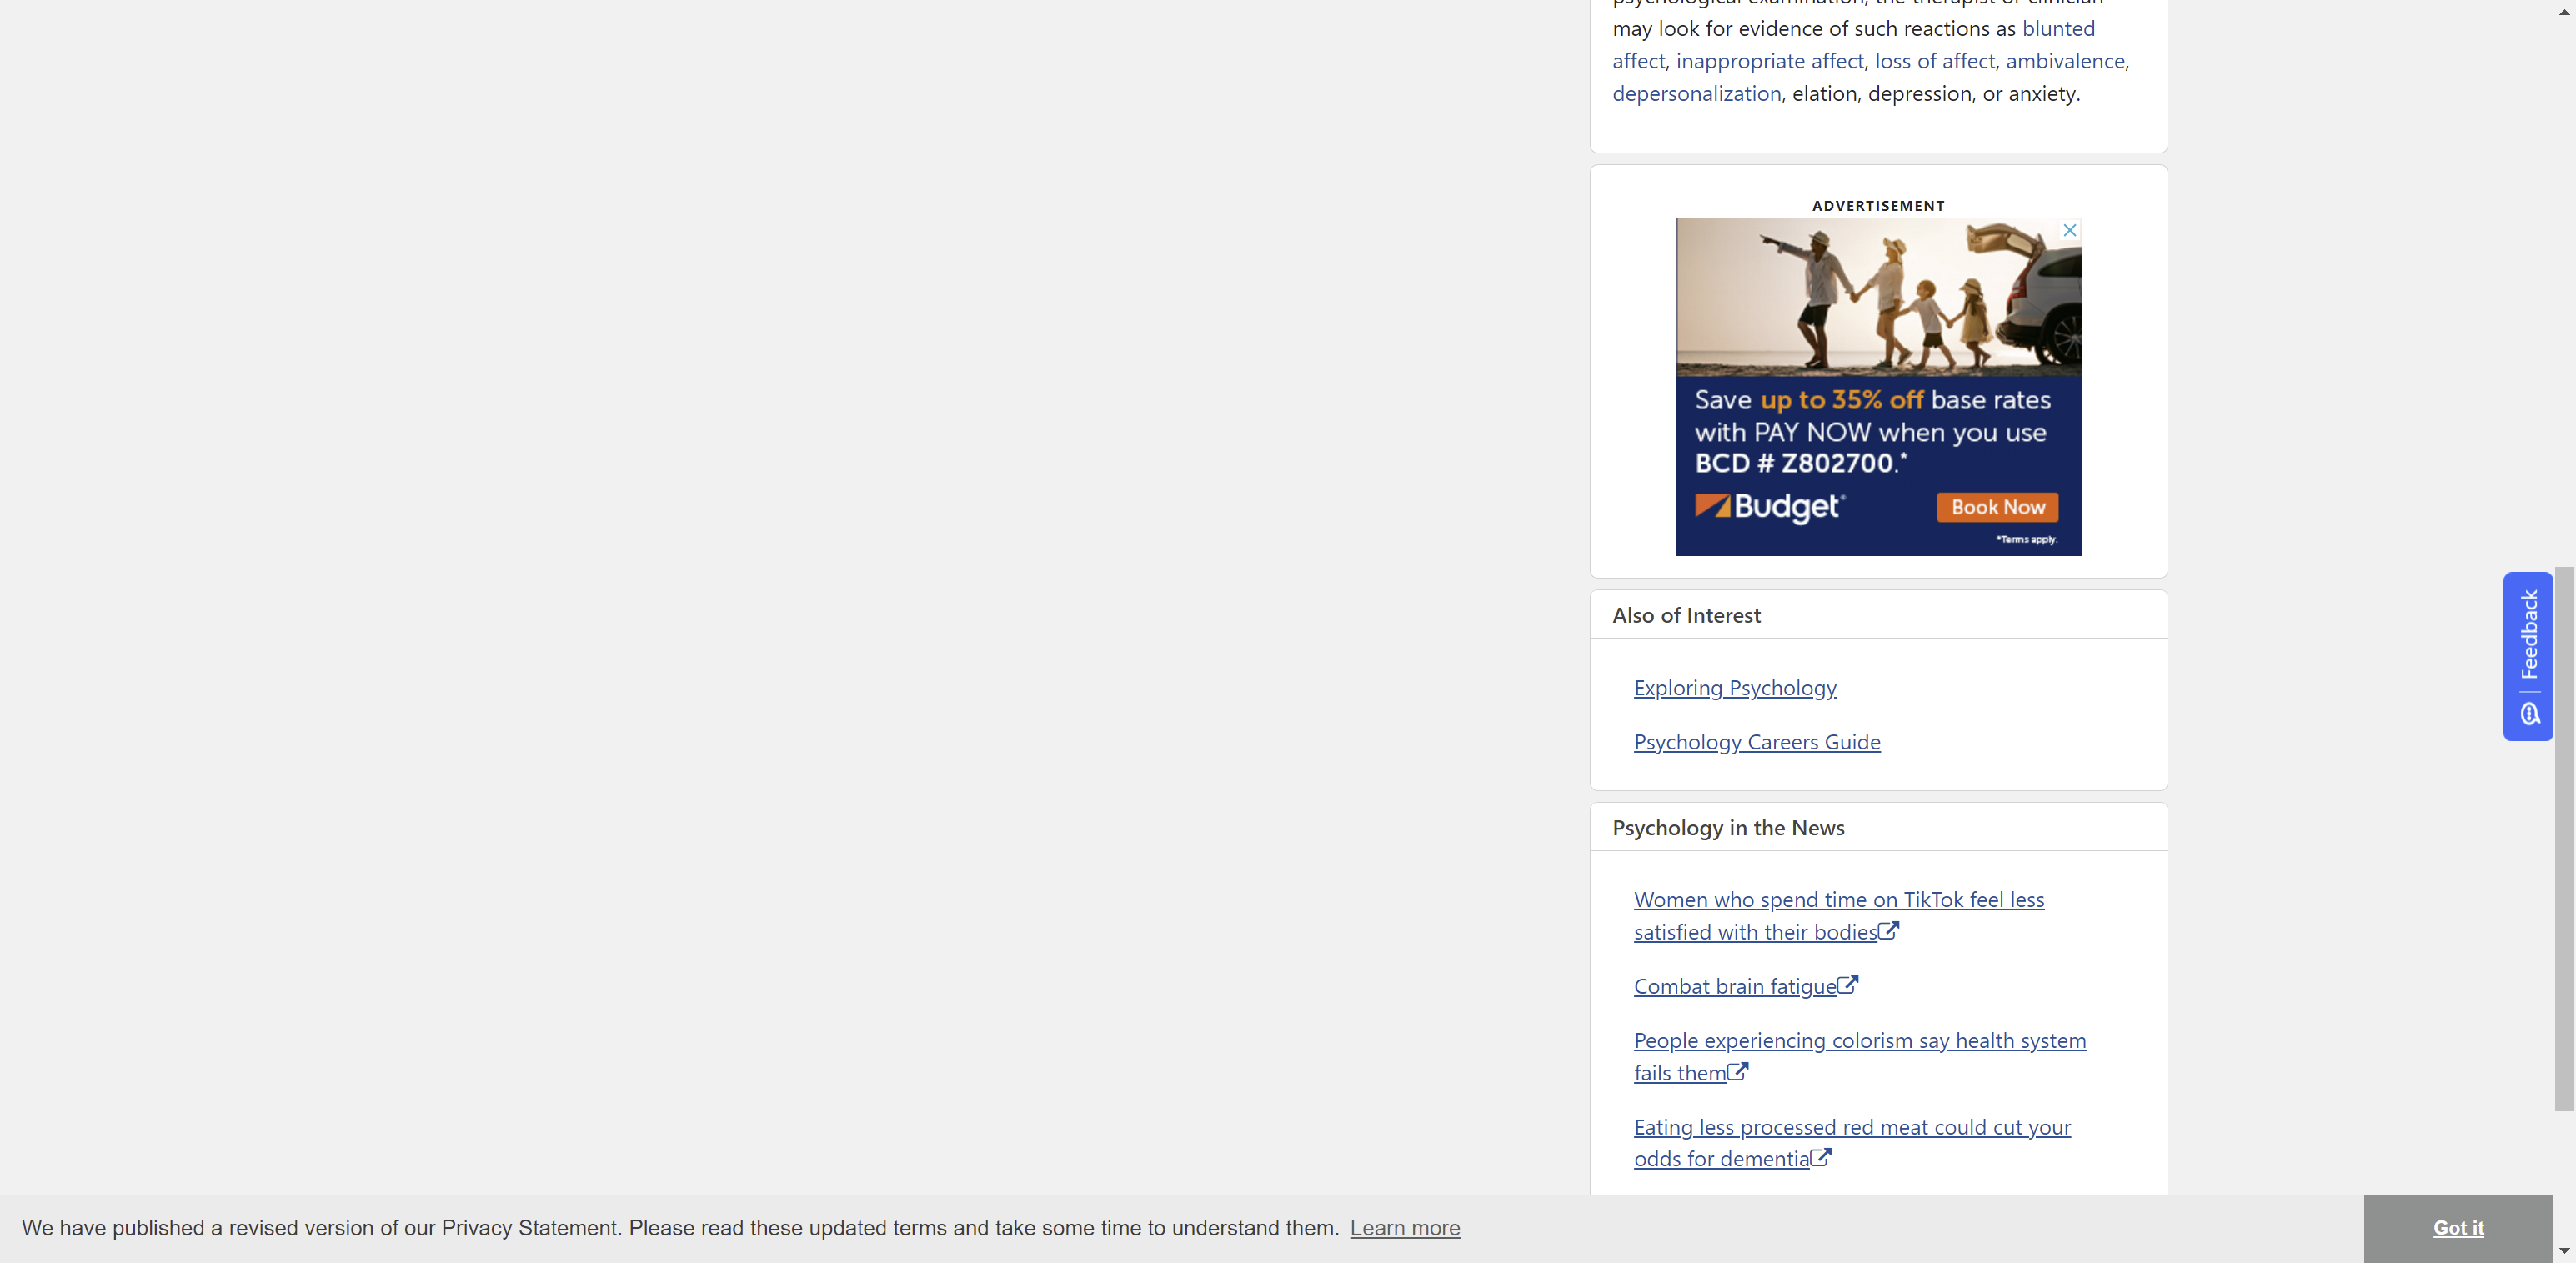 may look for evidence of such reactions as blunted
affect, inappropriate affect, loss of affect, ambivalence,
depersonalization, elation, depression, or anxiety.
ADVERTISEMENT
Save up to 35% off base rates
with PAY NOW when you use
BCD # Z802700.*
Budget
Book Now
*Terms apply.
Also of Interest
Exploring Psychology
Psychology Careers Guide
Feedback
Psychology in the News
Women who spend time on TikTok feel less
satisfied with their bodies
Combat brain fatigue
People experiencing colorism say health system
fails them
Eating less processed red meat could cut your
odds for dementia
We have published a revised version of our Privacy Statement. Please read these updated terms and take some time to understand them. Learn more
Got it